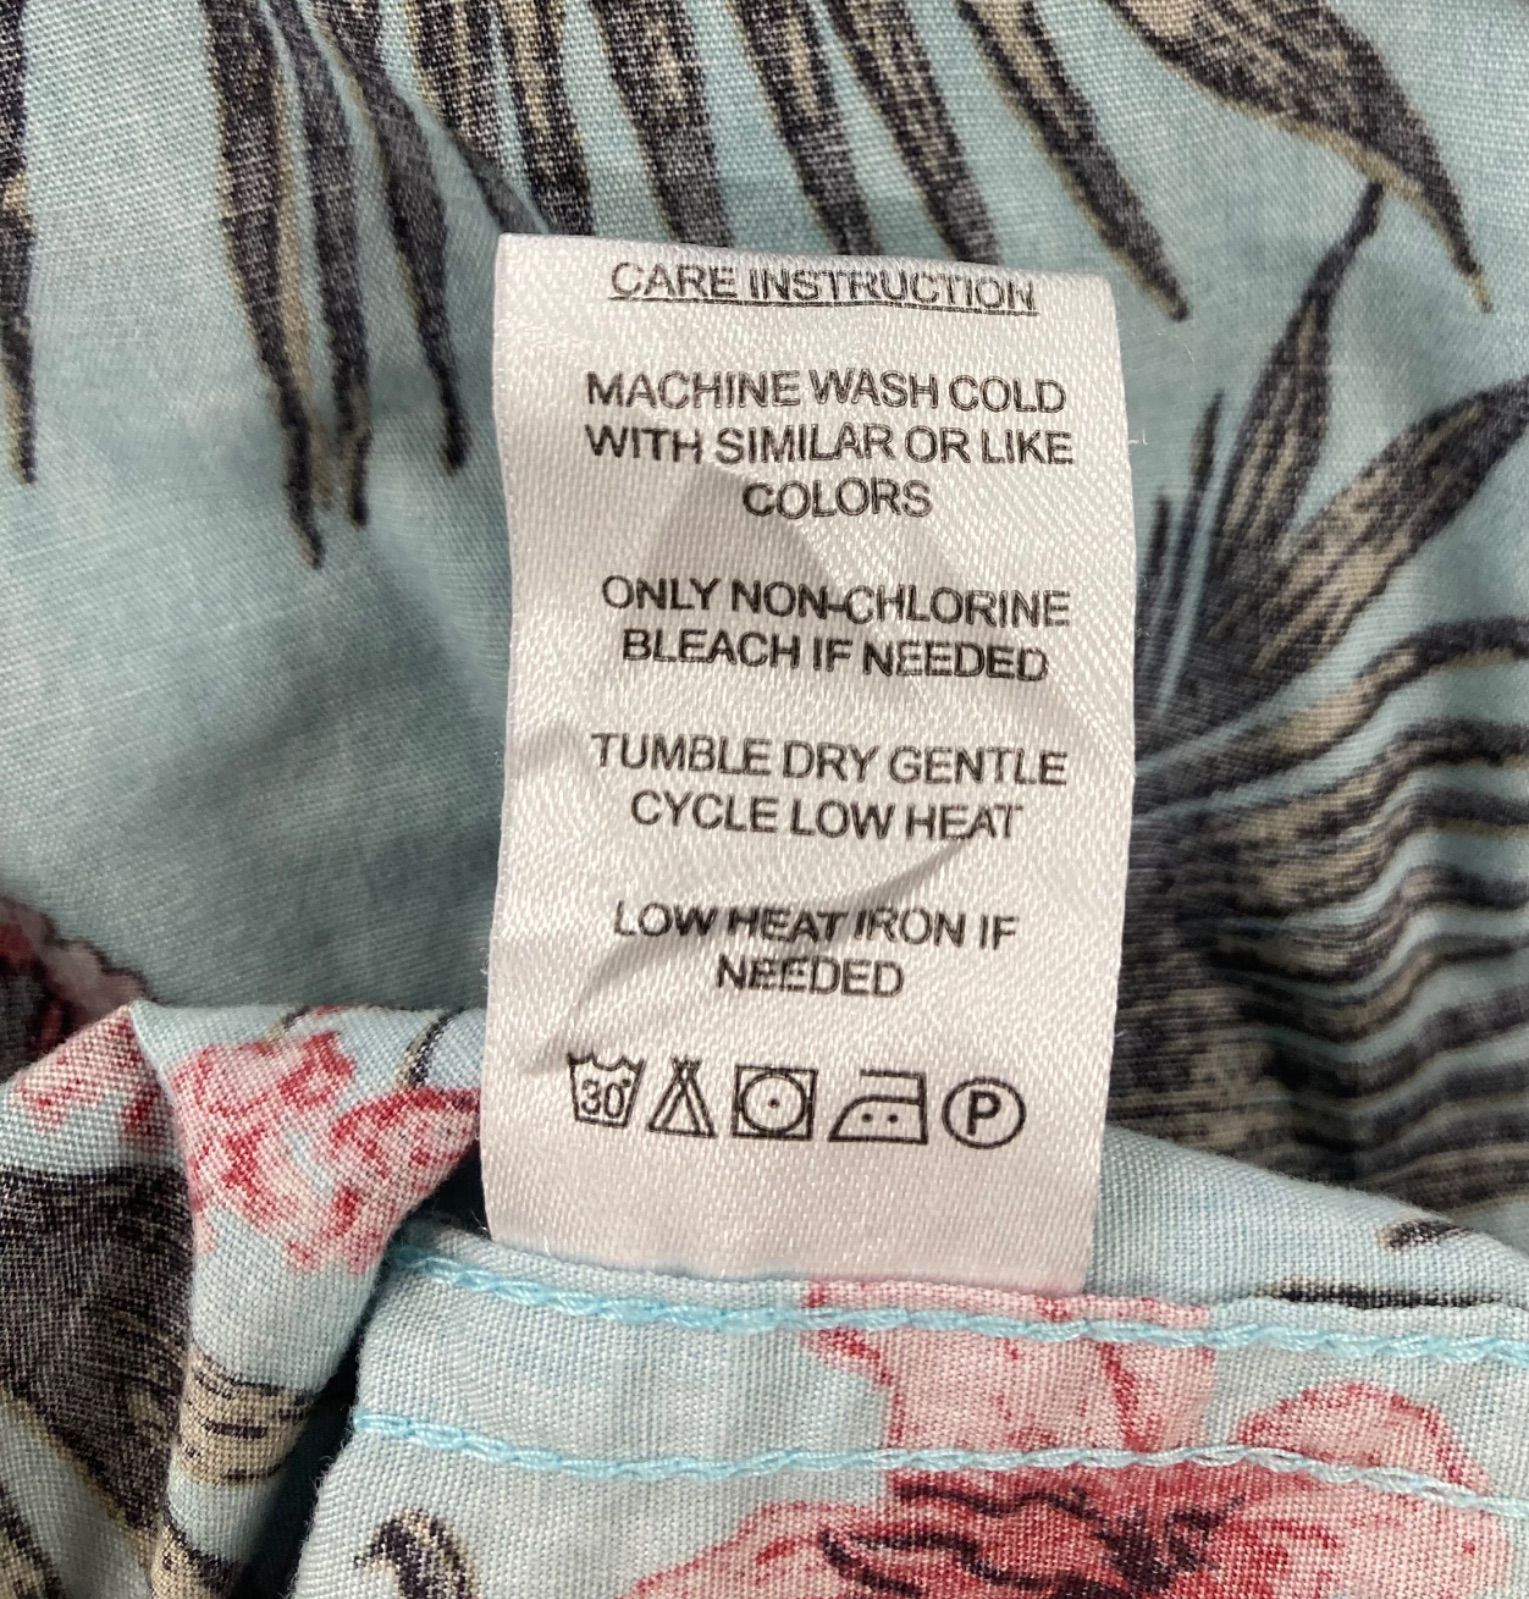 CARE INSTRUCTION
MACHINE WASH COLD
WITH SIMILAR OR LIKE
COLORS
ONLY NON-CHLORINE
BLEACH IF NEEDED
TUMBLE DRY GENTLE
CYCLE LOW HEAT
LOW HEAT IRON IF
NEEDED
30° P